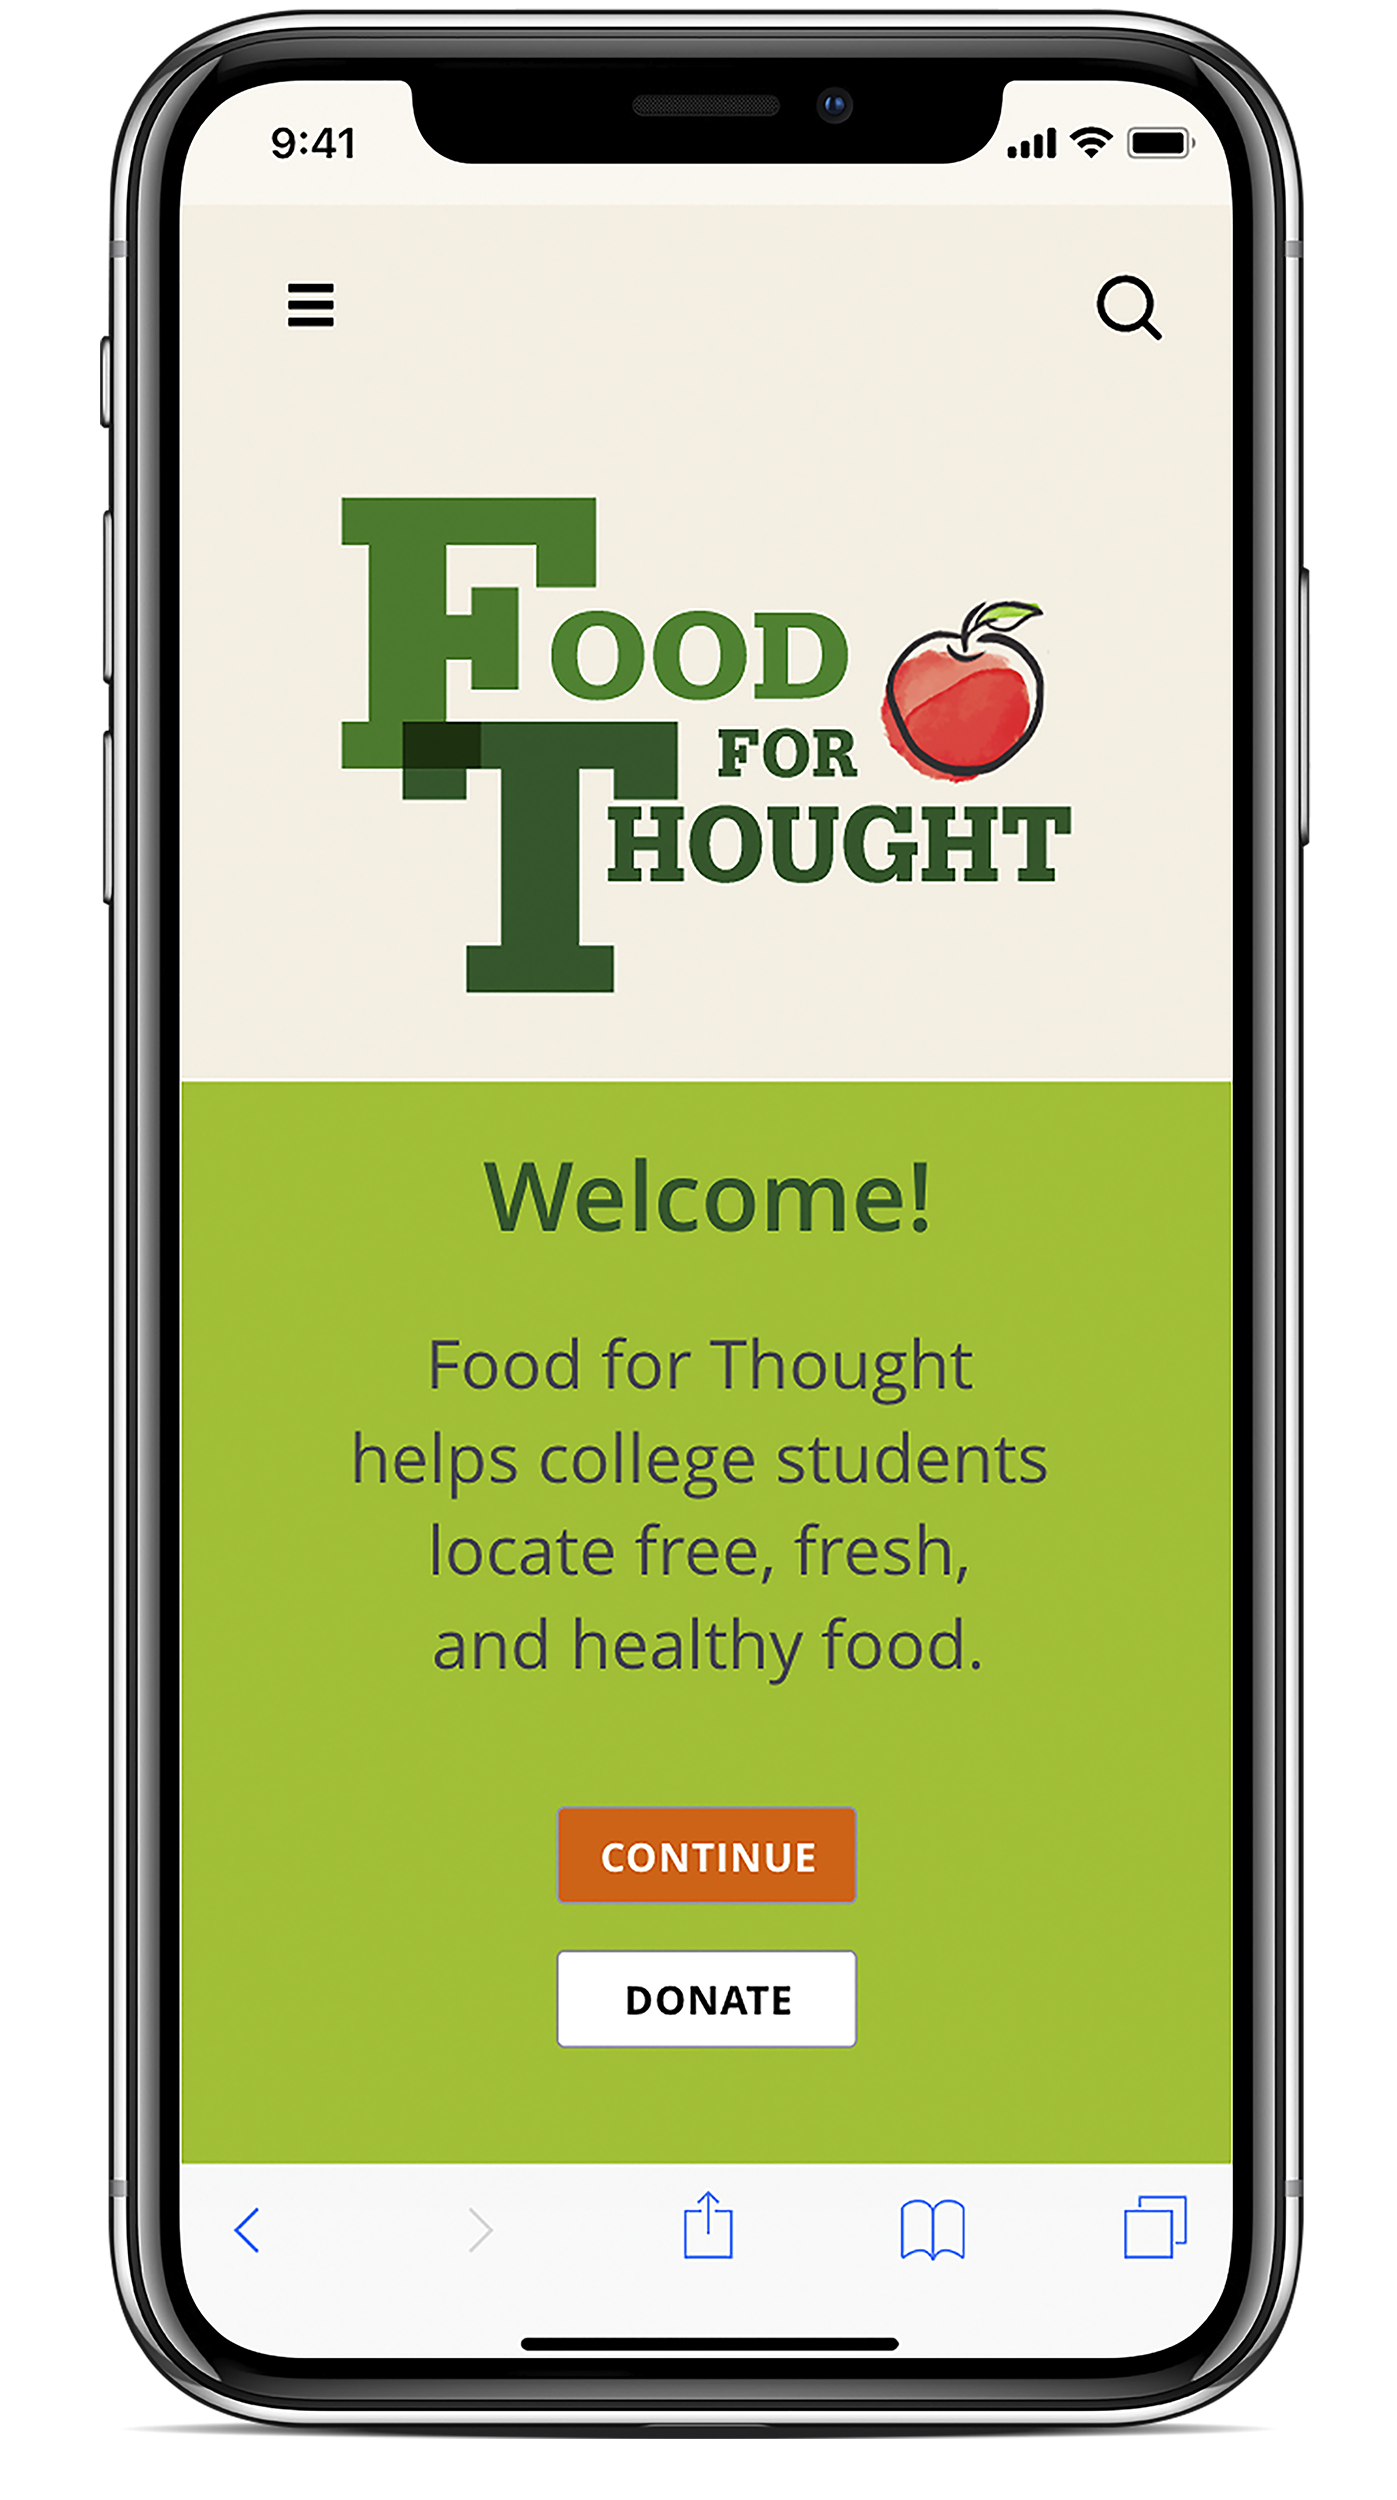 9:41
FOOD
FOR
THOUGHT
Welcome!
Food for Thought
helps college students
locate free, fresh,
and healthy food.
CONTINUE
DONATE